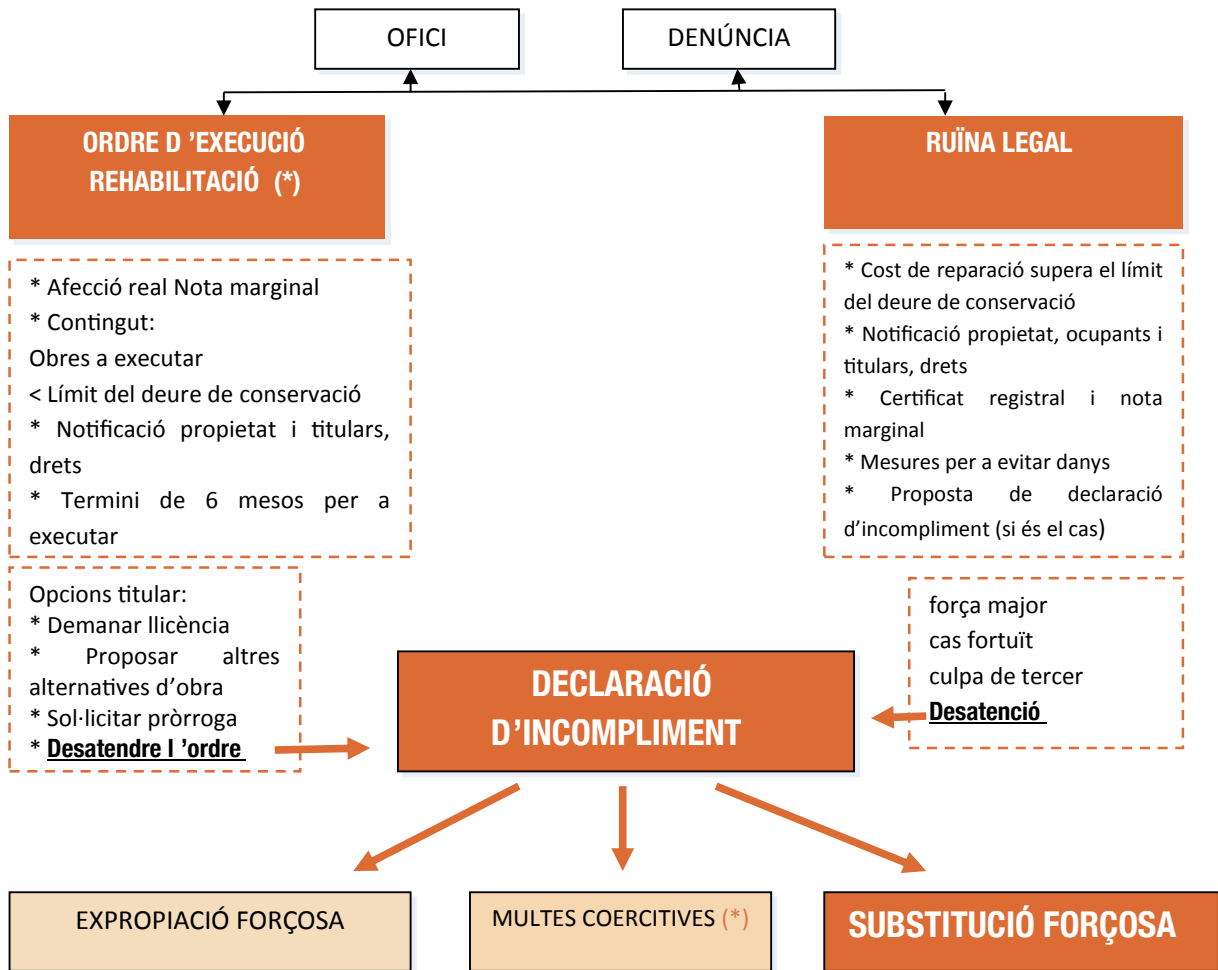 OFICI
DENÚNCIA
ORDRE D ’EXECUCIÓ
REHABILITACIÓ (*)
RUÏNA LEGAL
* Afecció real Nota marginal
* Contingut:
Obres a executar
< Límit del deure de conservació
* Notificació propietat i titulars,
drets
* Termini de 6 mesos per a
executar
* Cost de reparació supera el límit
del deure de conservació
* Notificació propietat, ocupants i
titulars, drets
* Certificat registral i nota
marginal
* Mesures per a evitar danys
* Proposta de declaració
d’incompliment (si és el cas)
Opcions titular:
* Demanar llicència
* Proposar altres
alternatives d’obra
* Sol·licitar pròrroga
* Desatendre l ’ordre
força major
cas fortuït
culpa de tercer
Desatenció
DECLARACIÓ
D’INCOMPLIMENT
EXPROPIACIÓ FORÇOSA
MULTES COERCITIVES (*)
SUBSTITUCIÓ FORÇOSA